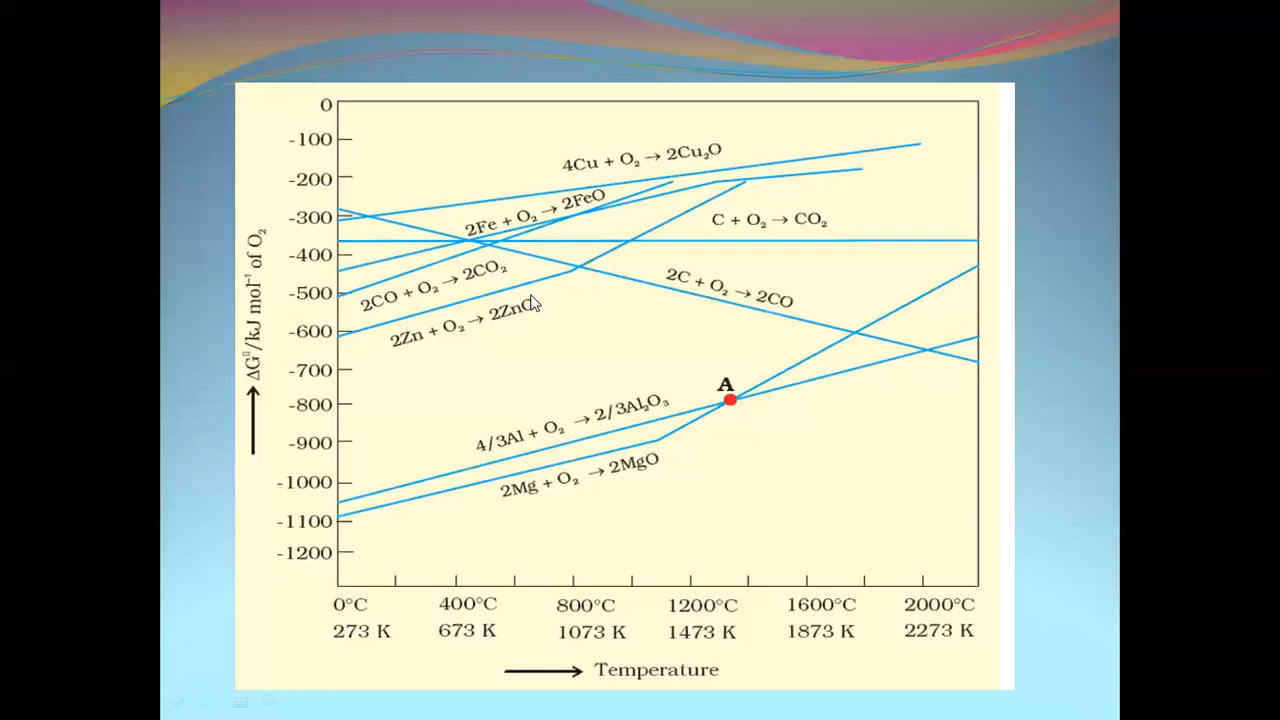 0
-100
-200
-300
-400
-500
-600
-700
-800
-900
-1000
-1100
-1200
ΔG⁰/kJ mol⁻¹ of O₂
4Cu + O₂ → 2Cu₂O
2Fe + O₂ → 2FeO
C + O₂ → CO₂
2CO + O₂ → 2CO₂
2C + O₂ → 2CO
2Zn + O₂ → 2ZnO
A
4/3Al + O₂ → 2/3Al₂O₃
2Mg + O₂ → 2MgO
0°C 400°C 800°C 1200°C 1600°C 2000°C
273 K 673 K 1073 K 1473 K 1873 K 2273 K
Temperature